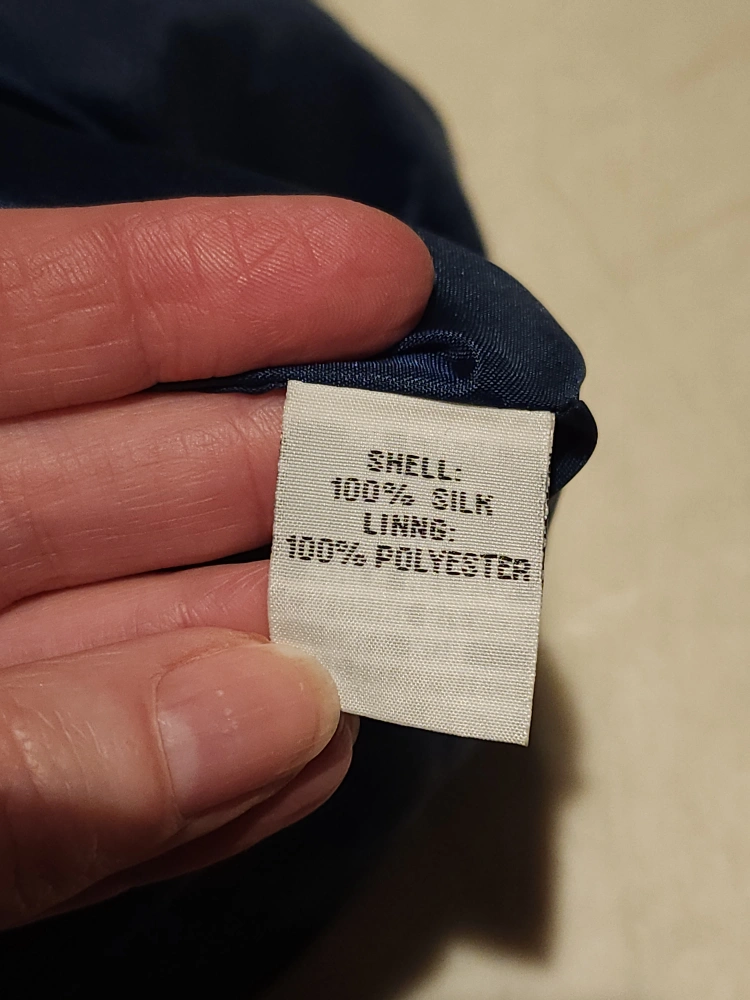 SHELL:
100% SILK
LINNG:
100% POLYESTER